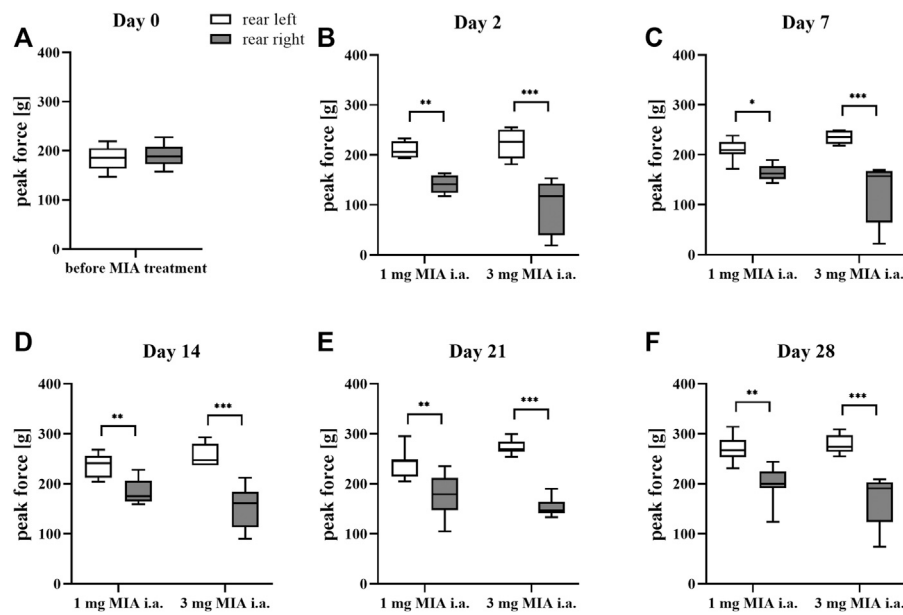 Day 0
rear left
rear right
A
400
300
200
100
0
peak force [g]
before MIA treatment
Day 2
B
400
300
200
100
0
peak force [g]
**
***
1 mg MIA i.a.
3 mg MIA i.a.
Day 7
C
400
300
200
100
0
peak force [g]
*
***
1 mg MIA i.a.
3 mg MIA i.a.
Day 14
D
400
300
200
100
0
peak force [g]
**
***
1 mg MIA i.a.
3 mg MIA i.a.
Day 21
E
400
300
200
100
0
peak force [g]
**
***
1 mg MIA i.a.
3 mg MIA i.a.
Day 28
F
400
300
200
100
0
peak force [g]
**
***
1 mg MIA i.a.
3 mg MIA i.a.